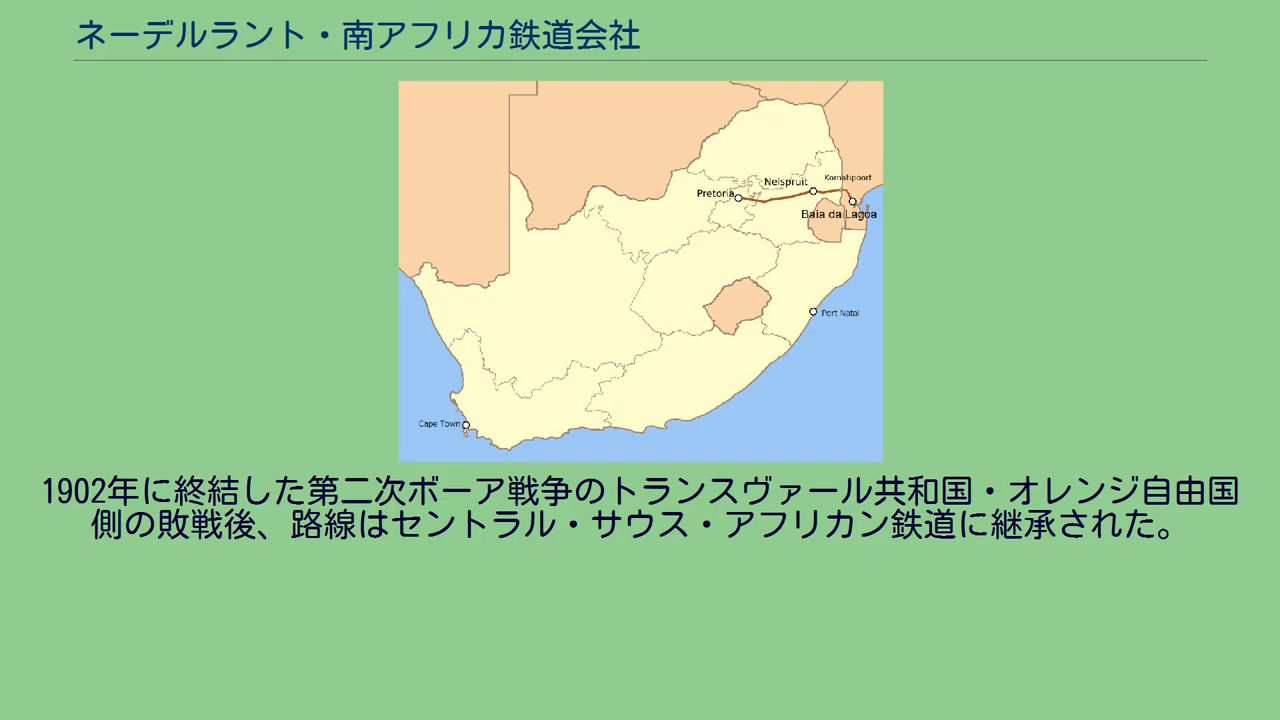 ネーデルラント・南アフリカ鉄道会社
Nelspruit
Komatipoort
Pretoria
Baia da Lagoa
Port Natal
Cape Town
1902年に終結した第二次ボーア戦争のトランスヴァール共和国・オレンジ自由国
側の敗戦後、路線はセントラル・サウス・アフリカン鉄道に継承された。